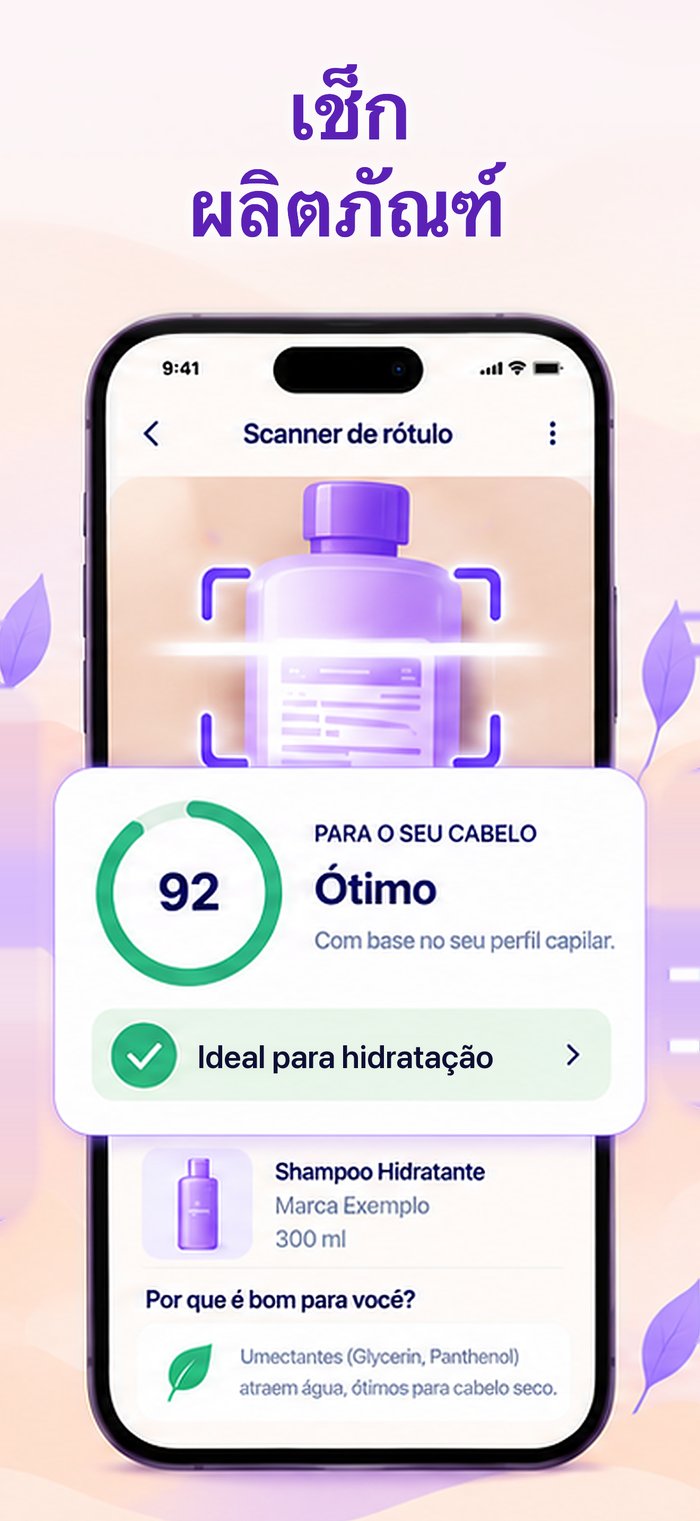 เช็ก
ผลิตภัณฑ์
9:41
Scanner de rótulo
92
PARA O SEU CABELO
Ótimo
Com base no seu perfil capilar.
Ideal para hidratação
Shampoo Hidratante
Marca Exemplo
300 ml
Por que é bom para você?
Umectantes (Glycerin, Panthenol)
atraem água, ótimos para cabelo seco.